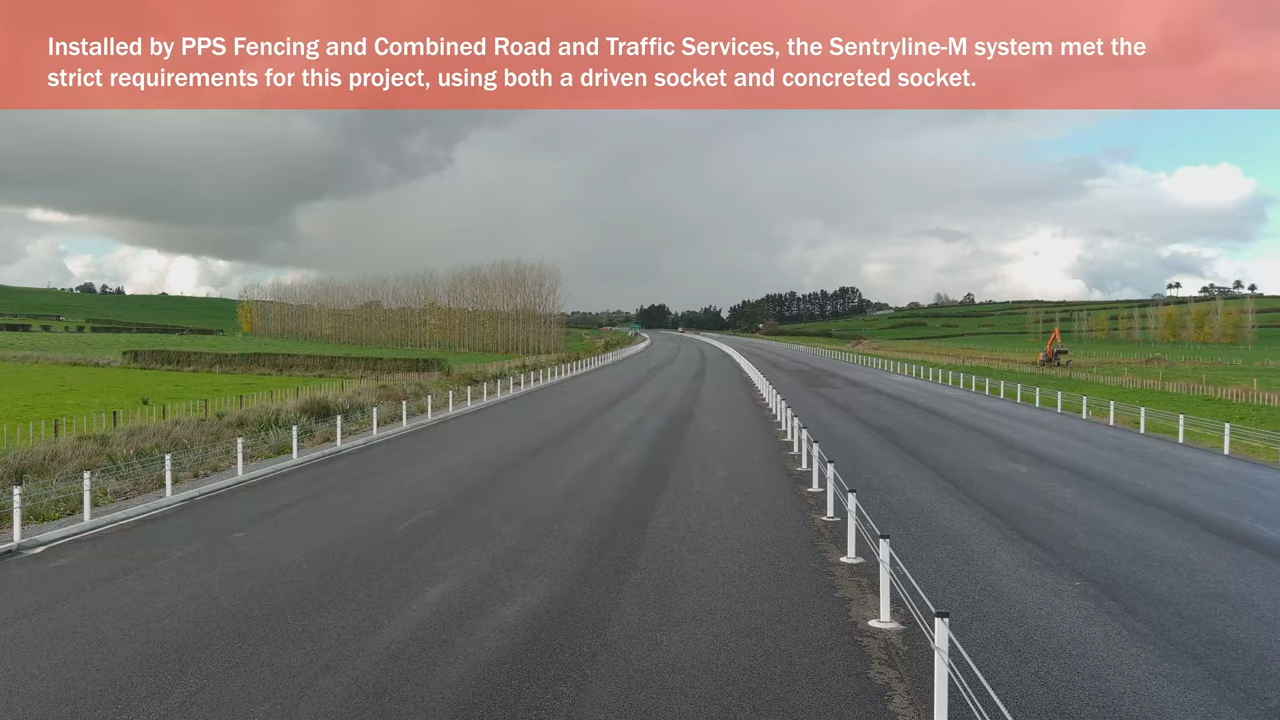 Installed by PPS Fencing and Combined Road and Traffic Services, the Sentryline-M system met the
strict requirements for this project, using both a driven socket and concreted socket.